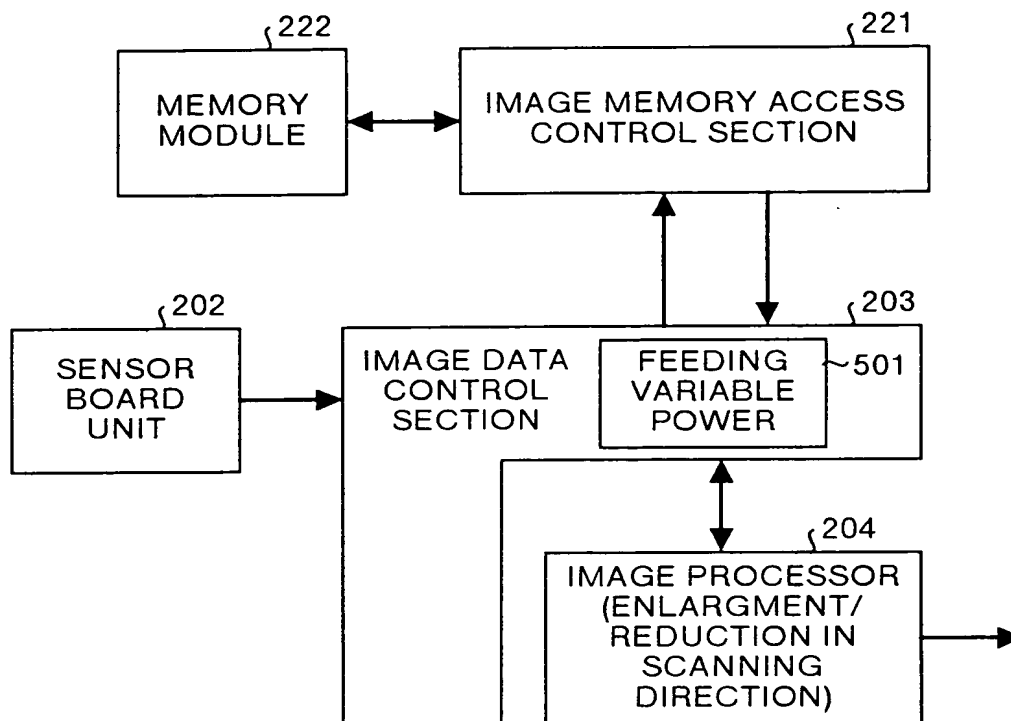 222
MEMORY
MODULE
221
IMAGE MEMORY ACCESS
CONTROL SECTION
202
SENSOR
BOARD
UNIT
203
IMAGE DATA
CONTROL
SECTION
FEEDING
VARIABLE
POWER
501
204
IMAGE PROCESSOR
(ENLARGMENT/
REDUCTION IN
SCANNING
DIRECTION)